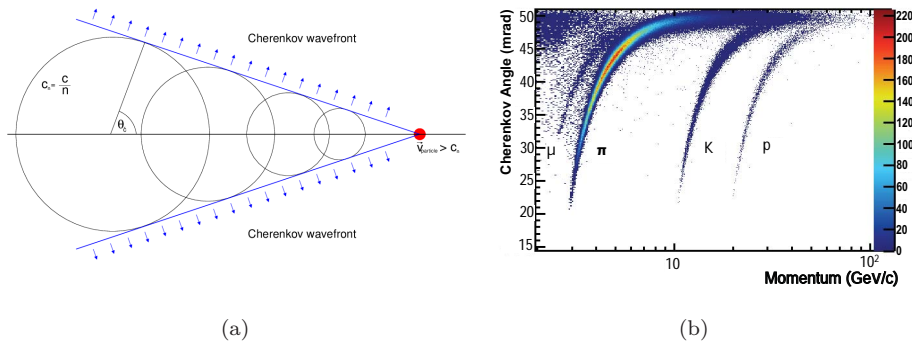 Cherenkov wavefront
cₙ= c/n
θc
v̄particle > cₙ
Cherenkov wavefront
(a)
Cherenkov Angle (mrad)
50
45
40
35
30
25
20
15
μ
π
K
p
10
10²
Momentum (GeV/c)
220
200
180
160
140
120
100
80
60
40
20
0
(b)